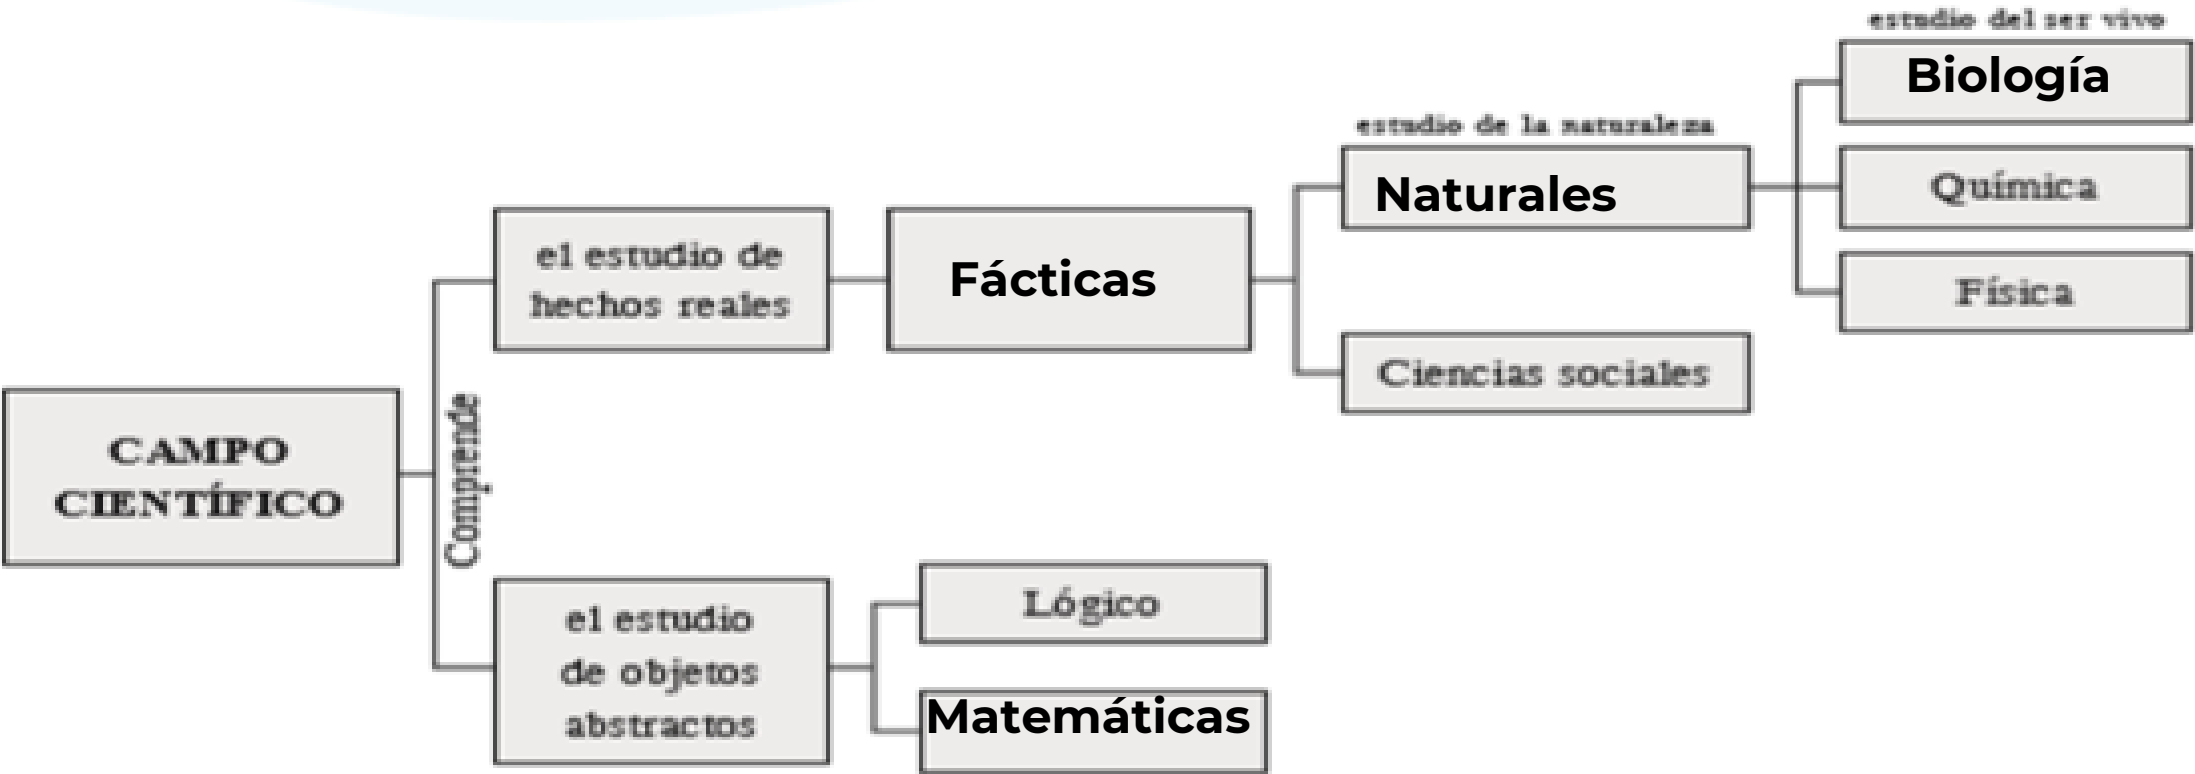 estudio del ser vivo
Biología
estudio de la naturaleza
Naturales
Química
el estudio de
hechos reales
Fácticas
Física
Ciencias sociales
CAMPO
CIENTÍFICO
Comprende
el estudio
de objetos
abstractos
Lógico
Matemáticas